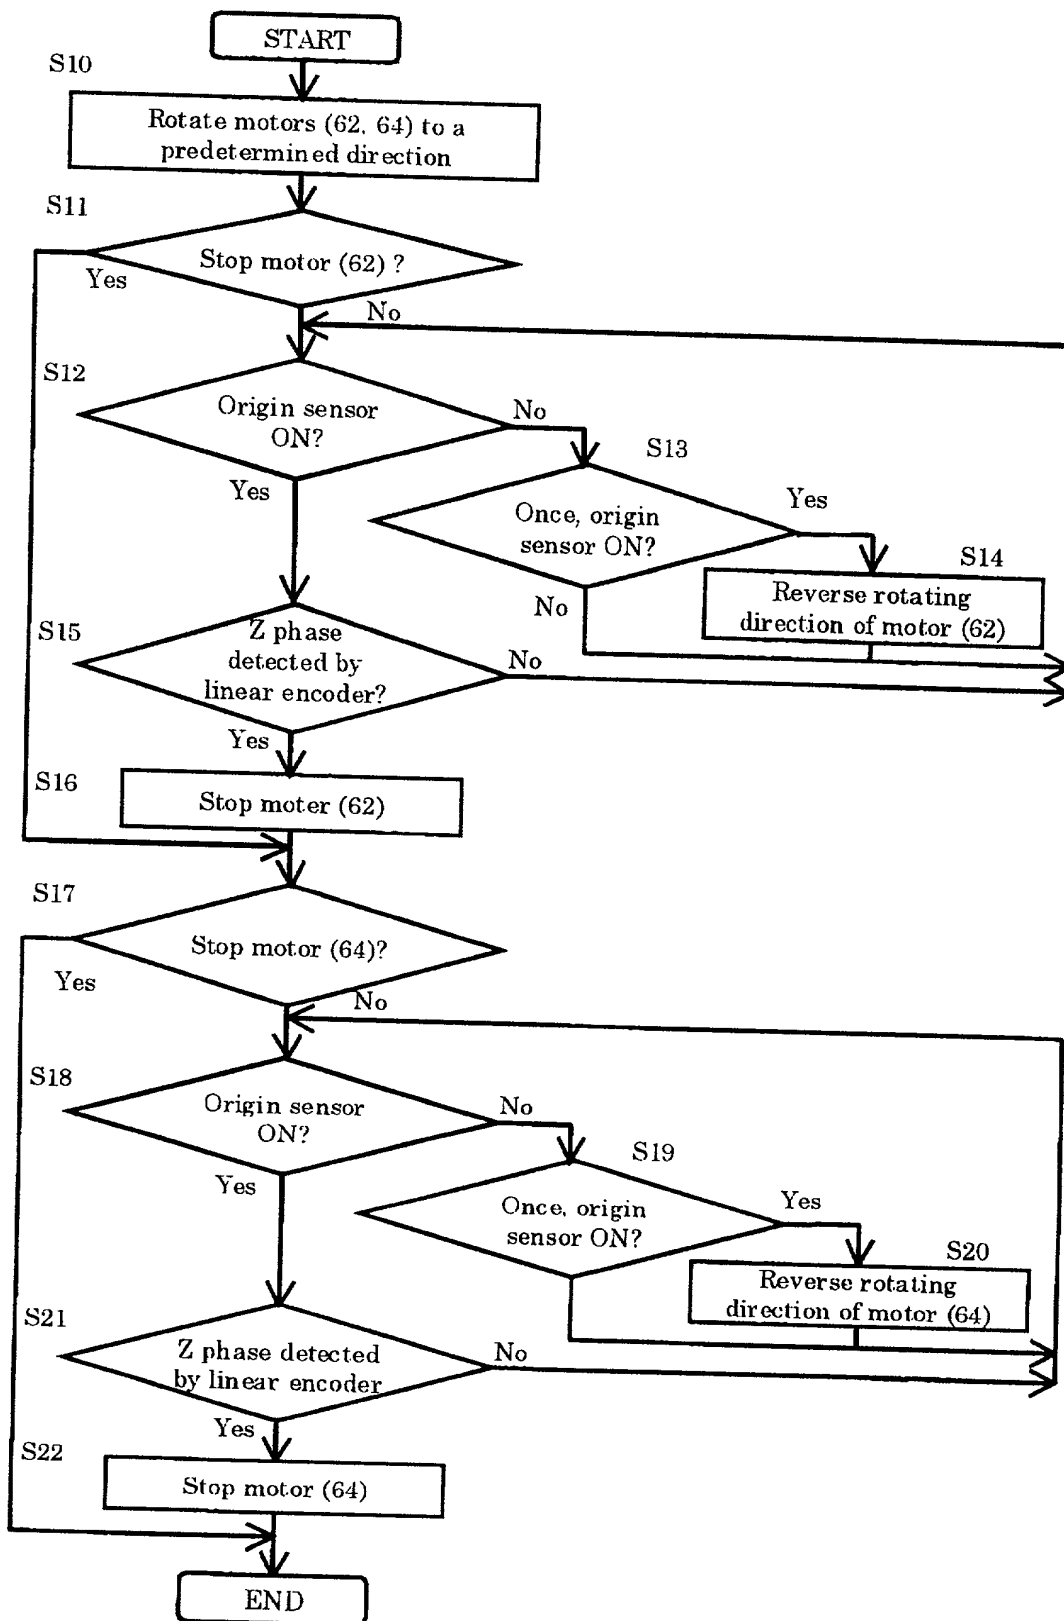 START
S10
Rotate motors (62, 64) to a
predetermined direction
S11
Stop motor (62) ?
Yes
No
S12
Origin sensor
ON?
No
Yes
S13
Once, origin
sensor ON?
Yes
No
S14
Reverse rotating
direction of motor (62)
S15
Z phase
detected by
linear encoder?
No
Yes
S16
Stop moter (62)
S17
Stop motor (64)?
Yes
No
S18
Origin sensor
ON?
No
Yes
S19
Once, origin
sensor ON?
Yes
S20
Reverse rotating
direction of motor (64)
S21
Z phase detected
by linear encoder
No
Yes
S22
Stop motor (64)
END